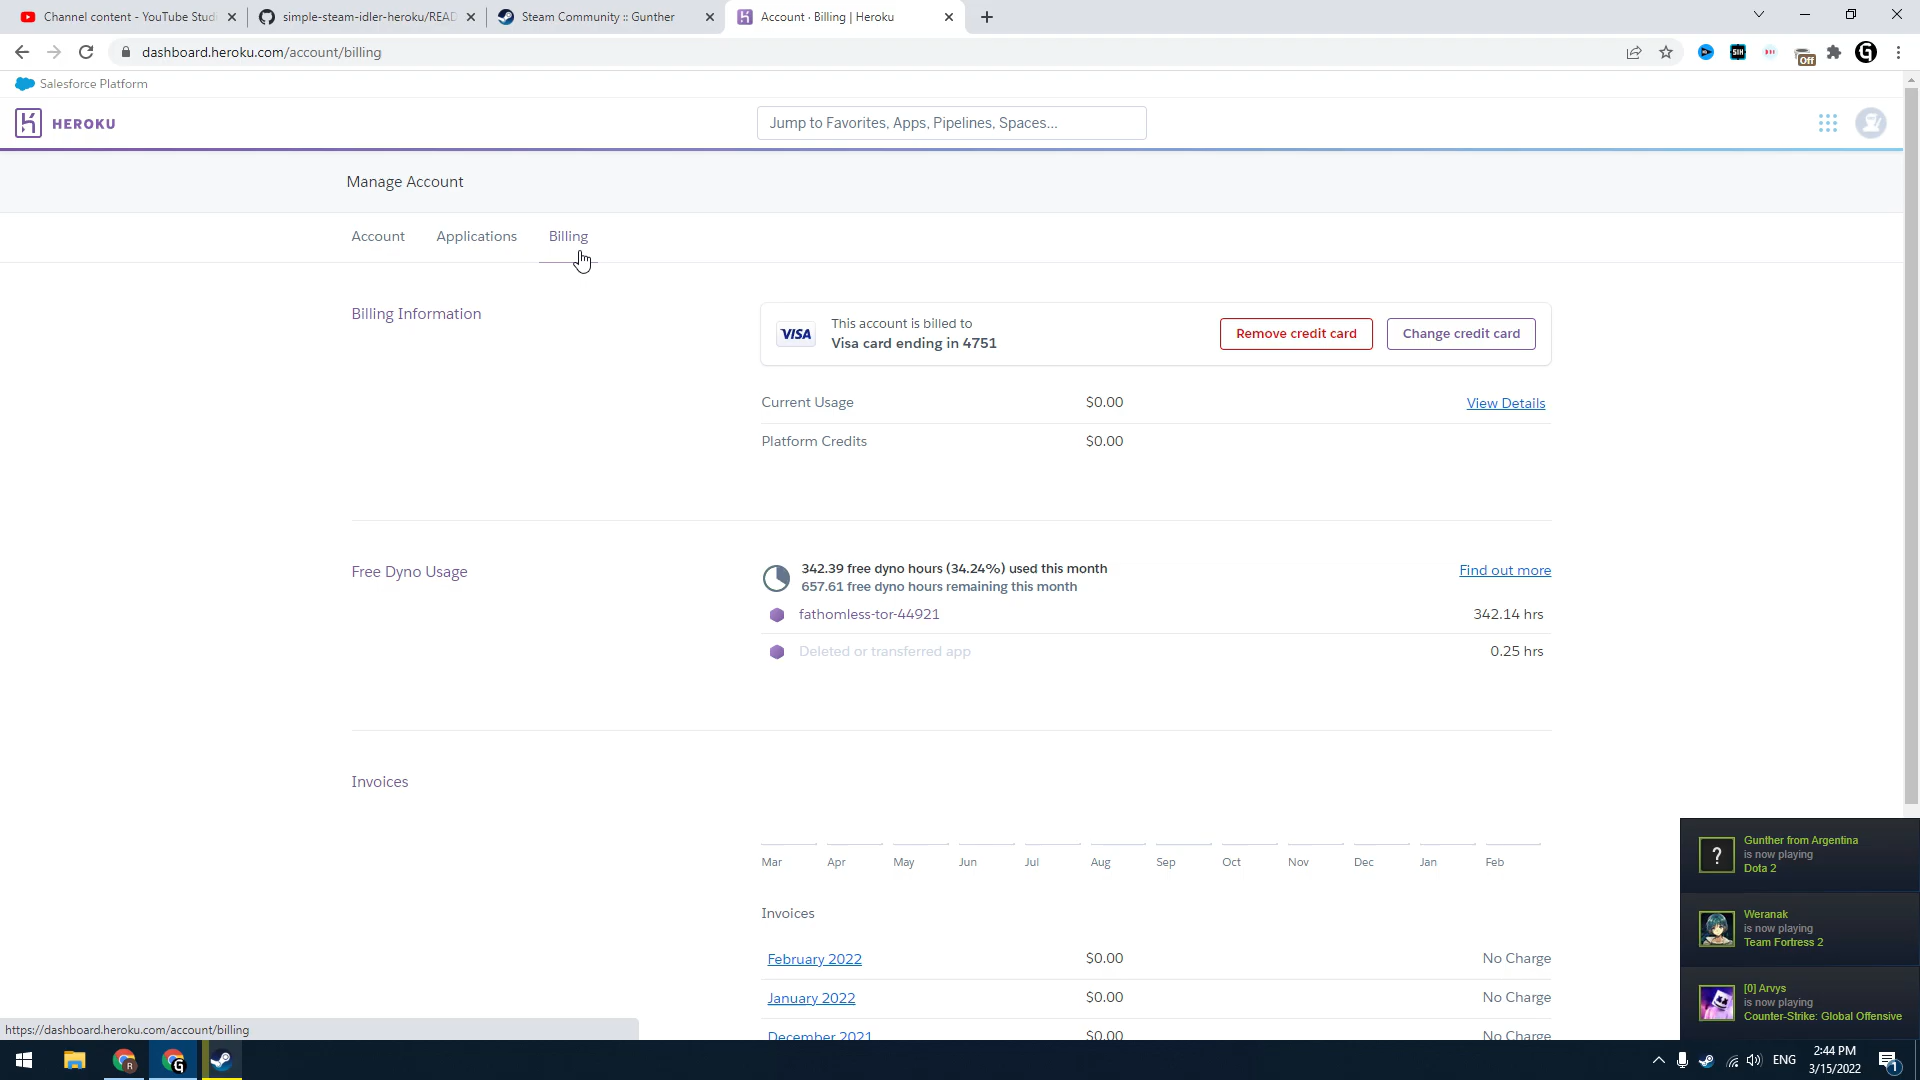 Channel content - YouTube Studi
simple-steam-idler-heroku/READ
Steam Community :: Gunther
Account · Billing | Heroku
dashboard.heroku.com/account/billing
SIH
Off
G
Salesforce Platform
HEROKU
Jump to Favorites, Apps, Pipelines, Spaces...
Manage Account
Account
Applications
Billing
Billing Information
VISA
This account is billed to
Visa card ending in 4751
Remove credit card
Change credit card
Current Usage
$0.00
View Details
Platform Credits
$0.00
Free Dyno Usage
342.39 free dyno hours (34.24%) used this month
657.61 free dyno hours remaining this month
Find out more
fathomless-tor-44921
342.14 hrs
Deleted or transferred app
0.25 hrs
Invoices
Mar
Apr
May
Jun
Jul
Aug
Sep
Oct
Nov
Dec
Jan
Feb
Invoices
February 2022
$0.00
No Charge
January 2022
$0.00
No Charge
December 2021
$0.00
No Charge
?
Gunther from Argentina
is now playing
Dota 2
Weranak
is now playing
Team Fortress 2
[0] Arvys
is now playing
Counter-Strike: Global Offensive
https://dashboard.heroku.com/account/billing
R
G
ENG
2:44 PM
3/15/2022
1